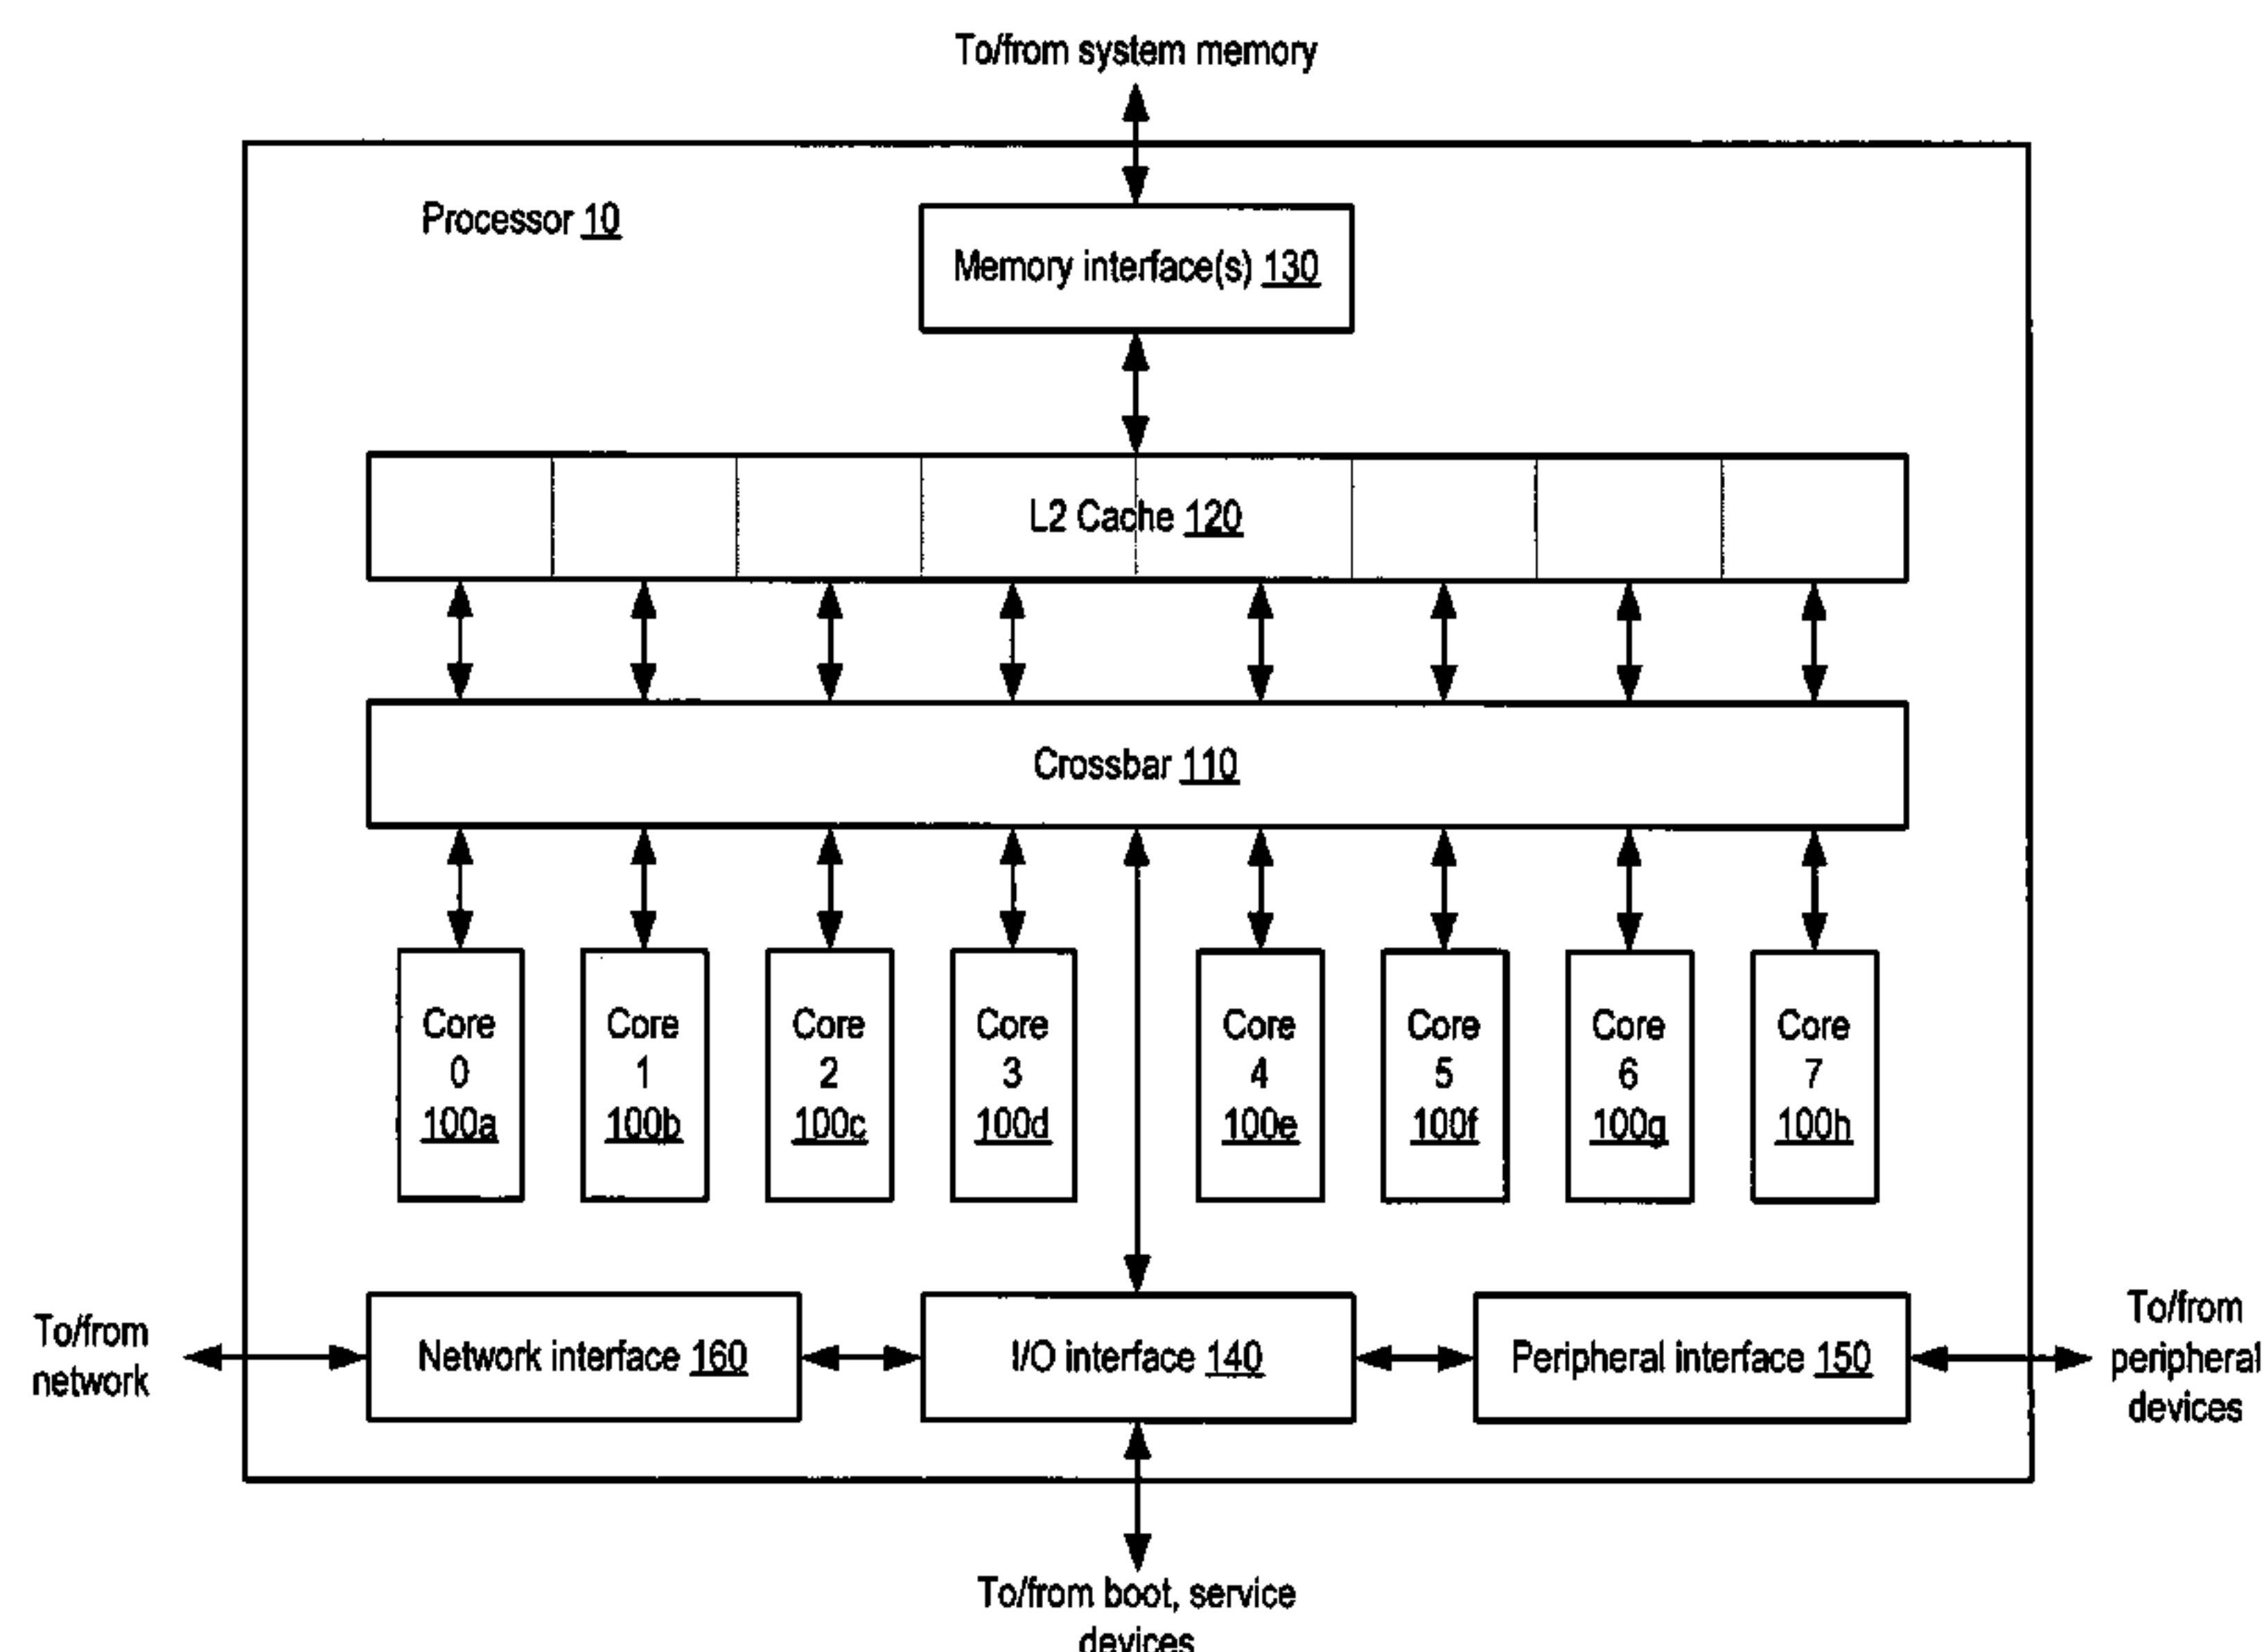 To/from system memory
Processor 10
Memory interface(s) 130
L2 Cache 120
Crossbar 110
Core
0
100a
Core
1
100b
Core
2
100c
Core
3
100d
Core
4
100e
Core
5
100f
Core
6
100g
Core
7
100h
To/from
network
Network interface 160
I/O interface 140
Peripheral interface 150
To/from
peripheral
devices
To/from boot, service
devices